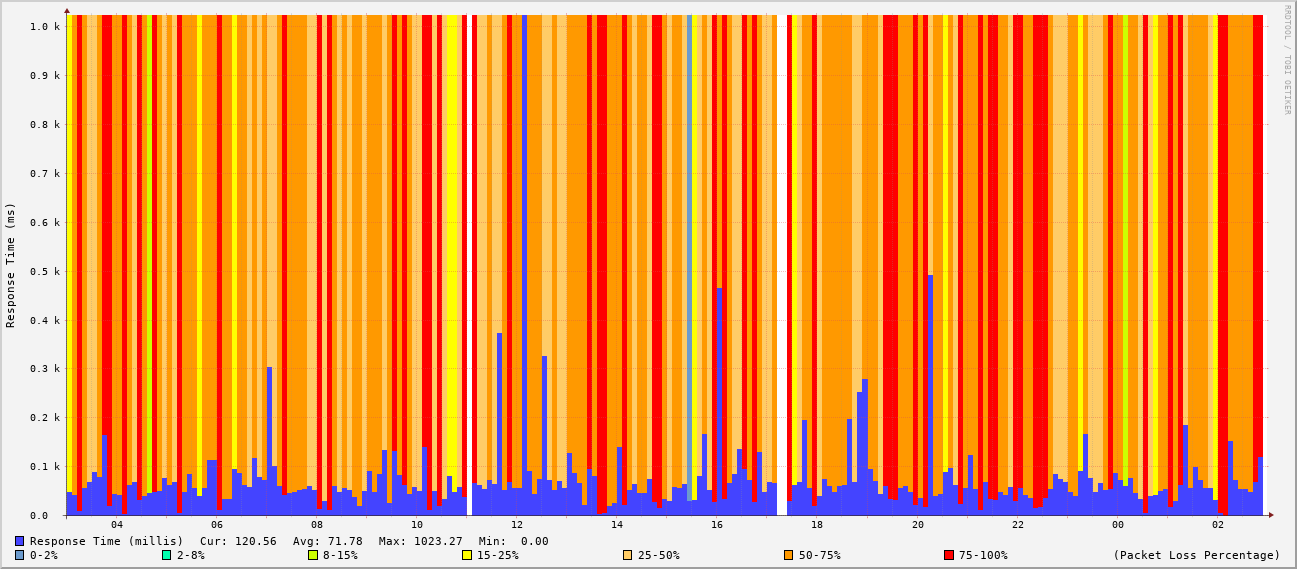 RRDTOOL / TOBI OETIKER
Response Time (ms)
1.0 k
0.9 k
0.8 k
0.7 k
0.6 k
0.5 k
0.4 k
0.3 k
0.2 k
0.1 k
0.0
04 06 08 10 12 14 16 18 20 22 00 02
Response Time (millis) Cur: 120.56 Avg: 71.78 Max: 1023.27 Min: 0.00
0-2% 2-8% 8-15% 15-25% 25-50% 50-75% 75-100% (Packet Loss Percentage)